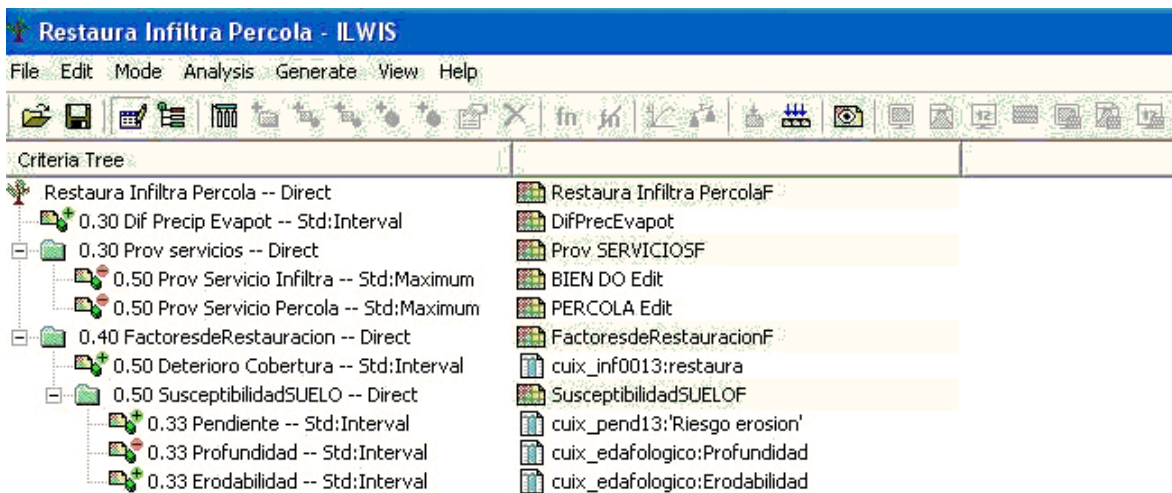 Restaura Infiltra Percola - ILWIS
File Edit Mode Analysis Generate View Help
fn fn 12 12
Criteria Tree
Restaura Infiltra Percola -- Direct Restaura Infiltra PercolaF
0.30 Dif Precip Evapot -- Std:Interval DifPrecEvapot
0.30 Prov servicios -- Direct Prov SERVICIOSF
0.50 Prov Servicio Infiltra -- Std:Maximum BIEN DO Edit
0.50 Prov Servicio Percola -- Std:Maximum PERCOLA Edit
0.40 FactoresdeRestauracion -- Direct FactoresdeRestauracionF
0.50 Deterioro Cobertura -- Std:Interval cuix_inf0013:restaura
0.50 SusceptibilidadSUELO -- Direct SusceptibilidadSUELOF
0.33 Pendiente -- Std:Interval cuix_pend13:'Riesgo erosion'
0.33 Profundidad -- Std:Interval cuix_edafologico:Profundidad
0.33 Erodabilidad -- Std:Interval cuix_edafologico:Erodabilidad